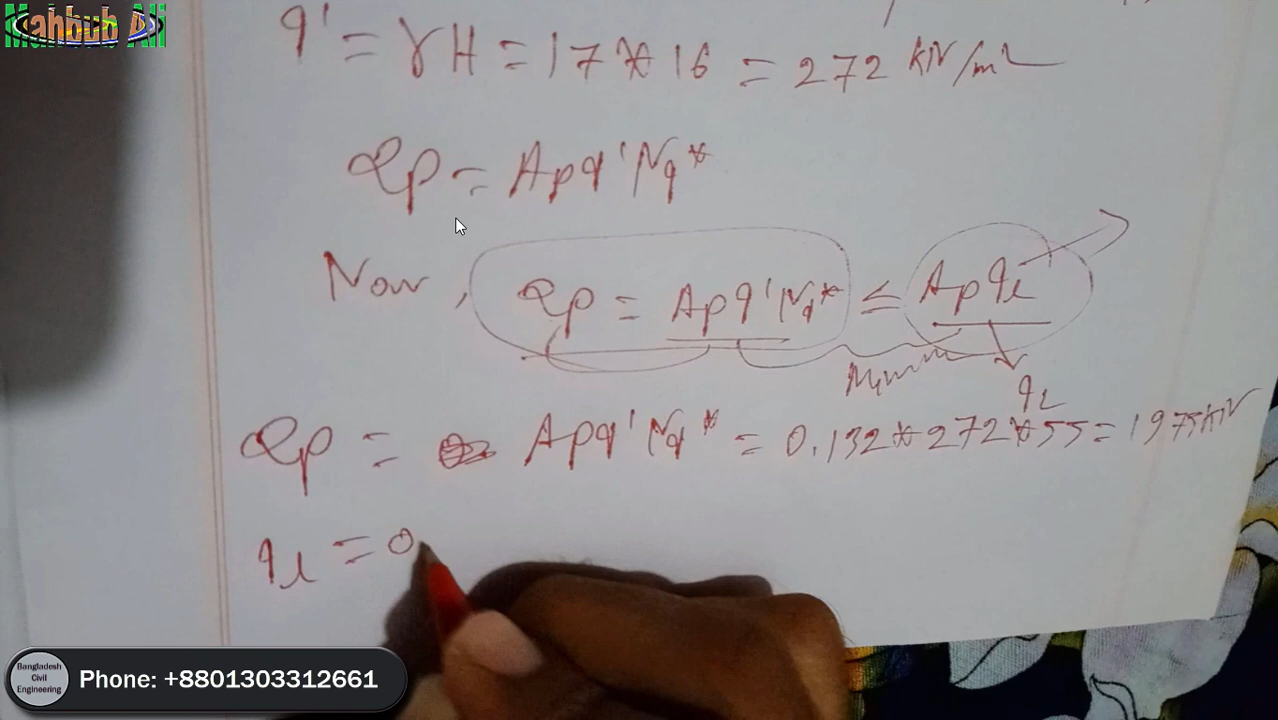 Mahbub Ali
q' = γH = 17 * 16 = 272 kN/m2
Qp = Apq'Nq*
Now, Qp = Apq'Nq* ≤ Apql
ql
Qp = Apq'Nq* = 0.132 * 272 * 55 = 1975 kN
ql = 0
Bangladesh
Civil
Engineering
Phone: +8801303312661